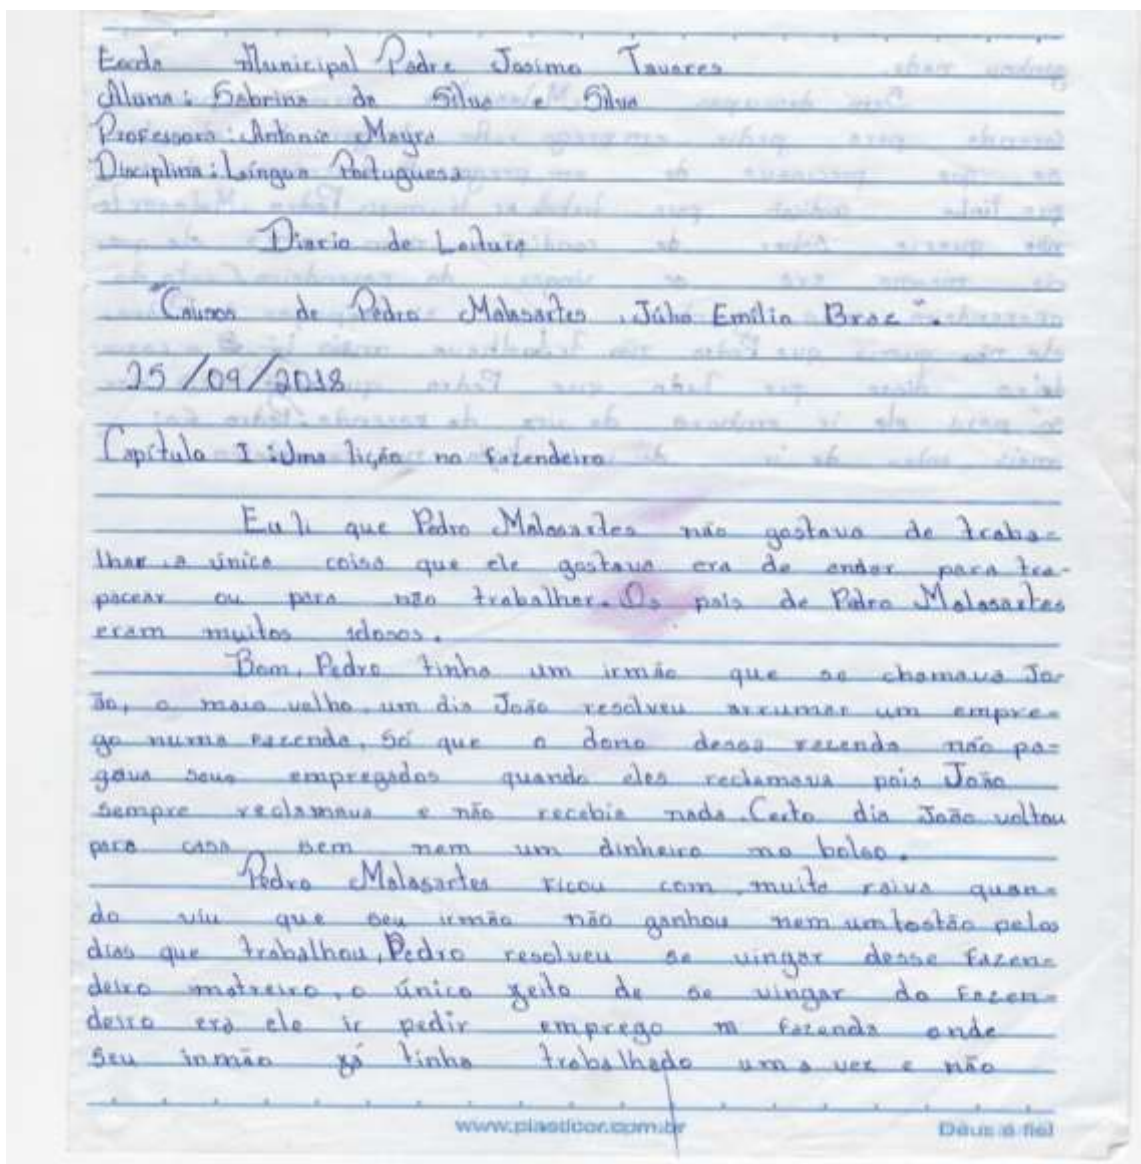 Escola Municipal Padre Josimo Tavares
Aluna: Sabrina da Silva e Silva
Professora: Antonia Mayra
Disciplina: Língua Portuguesa
Diario de Leitura
"Causos de Pedro Malasartes, Júlio Emílio Braz".
25/09/2018
Capítulo I: Uma lição no fazendeiro
Eu li que Pedro Malasartes não gostava de traba-
lhar, a única coisa que ele gostava era de andar para tra-
pacear ou para não trabalhar. Os pais de Pedro Malasartes
eram muitos idosos.
Bom, Pedro tinha um irmão que se chamava Jo-
ão, o mais velho, um dia João resolveu arrumar um empre-
go numa fazenda, só que o dono dessa fazenda não pa-
gava seus empregados quando eles reclamava pois João
sempre reclamava e não recebia nada. Certo dia João voltou
para casa sem nem um dinheiro no bolso.
Pedro Malasartes ficou com muita raiva quan-
do viu que seu irmão não ganhou nem um tostão pelos
dias que trabalhou, Pedro resolveu se vingar desse fazen-
deiro matreiro, o único jeito de se vingar do fazen-
deiro era ele ir pedir emprego na fazenda onde
seu inmão já tinha trabalhado uma vez e não
www.plasticor.com.br Deus é fiel